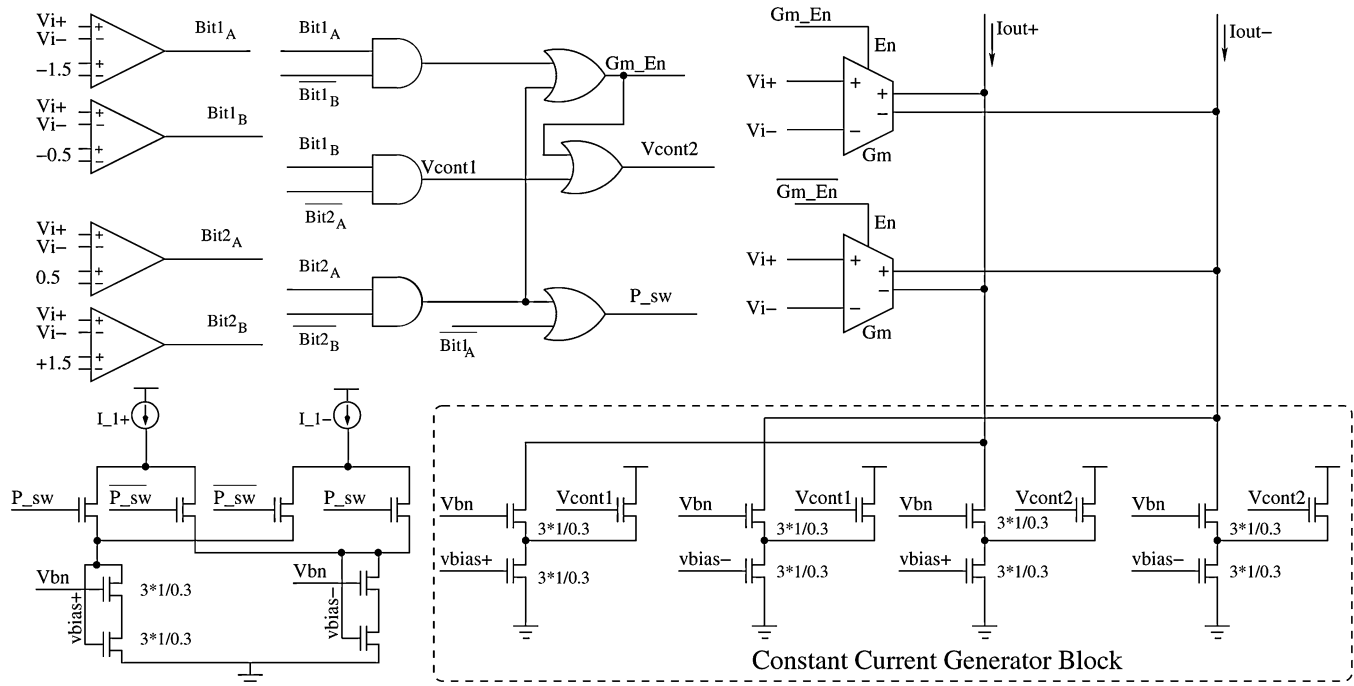 Vi+
Vi−
−1.5
Bit1A
Vi+
Vi−
−0.5
Bit1B
Vi+
Vi−
0.5
Bit2A
Vi+
Vi−
+1.5
Bit2B
Bit1A
Bit1B
Bit1B
Bit2A
Vcont1
Bit2A
Bit2B
Bit1A
Gm_En
Vcont2
P_sw
Gm_En
En
Vi+
Vi−
Gm
Gm_En
En
Vi+
Vi−
Gm
Iout+
Iout−
I_1+
I_1−
P_sw
P_sw
P_sw
P_sw
Vbn
vbias+
3*1/0.3
3*1/0.3
Vbn
vbias−
Vbn
Vcont1
3*1/0.3
vbias+
3*1/0.3
Vbn
Vcont1
3*1/0.3
vbias−
3*1/0.3
Vbn
Vcont2
3*1/0.3
vbias+
3*1/0.3
Vbn
Vcont2
3*1/0.3
vbias−
3*1/0.3
Constant Current Generator Block